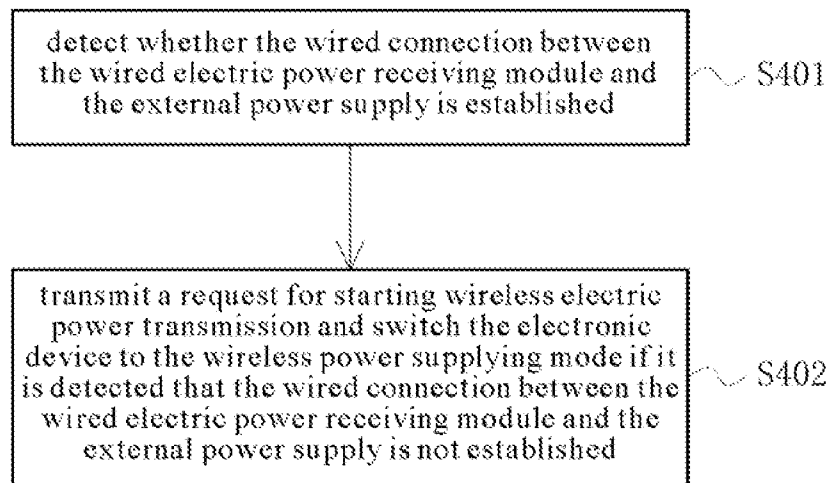 detect whether the wired connection between
the wired electric power receiving module and
the external power supply is established
S401
transmit a request for starting wireless electric
power transmission and switch the electronic
device to the wireless power supplying mode if it
is detected that the wired connection between the
wired electric power receiving module and the
external power supply is not established
S402